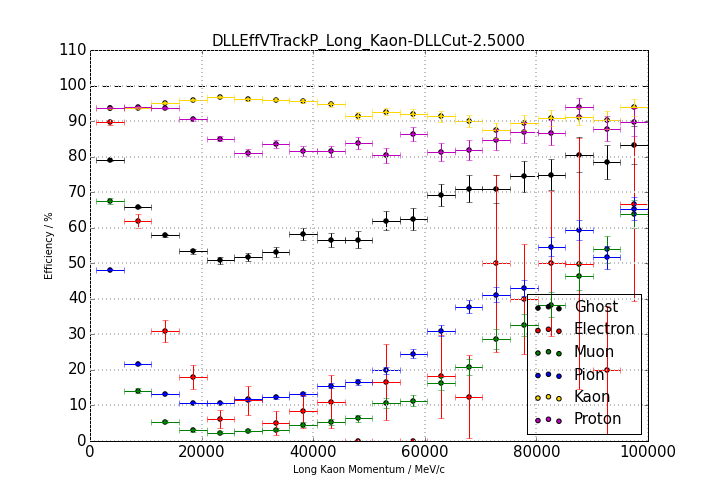 DLLEffVTrackP_Long_Kaon-DLLCut-2.5000
110
100
90
80
70
60
50
40
30
20
10
0
Efficiency / %
Ghost
Electron
Muon
Pion
Kaon
Proton
0 20000 40000 60000 80000 100000
Long Kaon Momentum / MeV/c